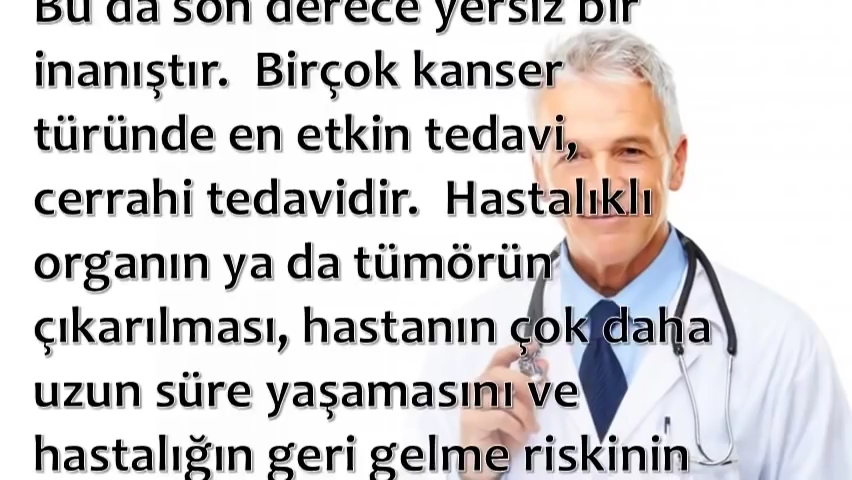 Bu da son derece yersiz bir
inanıştır.  Birçok kanser
türünde en etkin tedavi,
cerrahi tedavidir.  Hastalıklı
organın ya da tümörün
çıkarılması, hastanın çok daha
uzun süre yaşamasını ve
hastalığın geri gelme riskinin